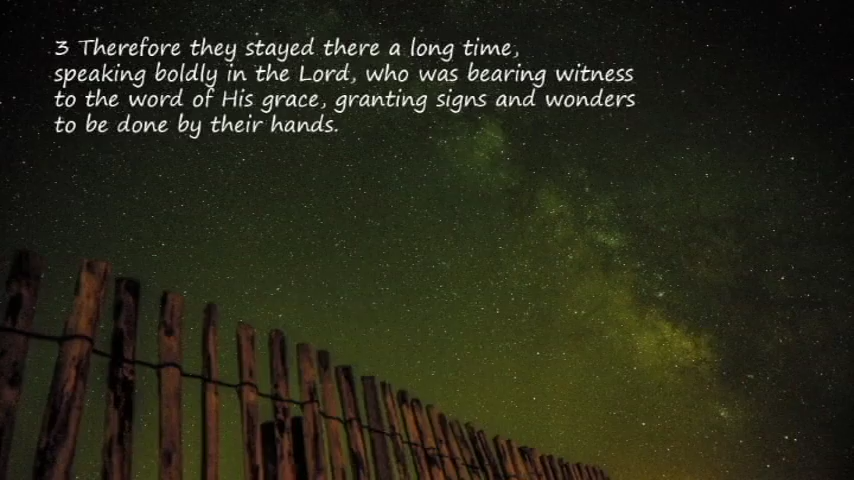 3 Therefore they stayed there a long time,
speaking boldly in the Lord, who was bearing witness
to the word of His grace, granting signs and wonders
to be done by their hands.